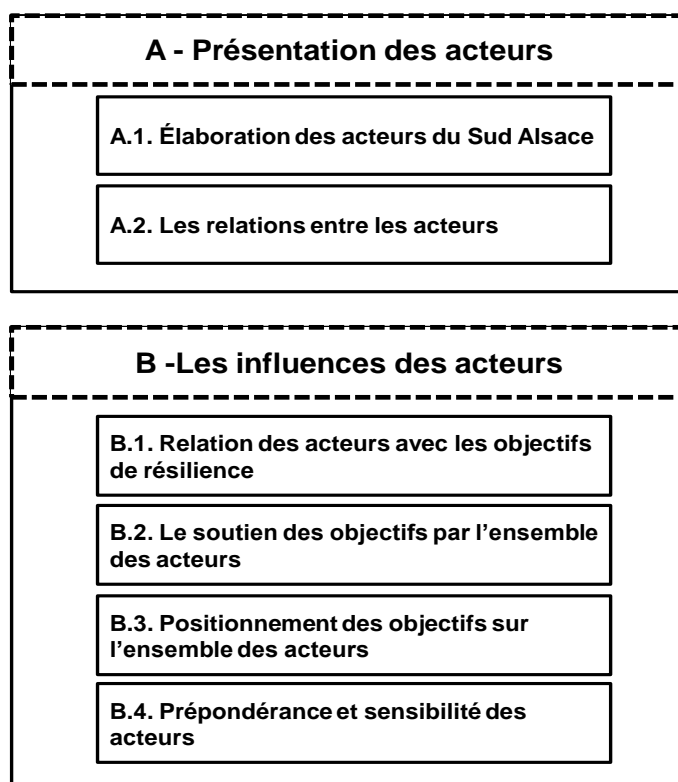 A - Présentation des acteurs
A.1. Élaboration des acteurs du Sud Alsace
A.2. Les relations entre les acteurs
B -Les influences des acteurs
B.1. Relation des acteurs avec les objectifs
de résilience
B.2. Le soutien des objectifs par l’ensemble
des acteurs
B.3. Positionnement des objectifs sur
l’ensemble des acteurs
B.4. Prépondérance et sensibilité des
acteurs